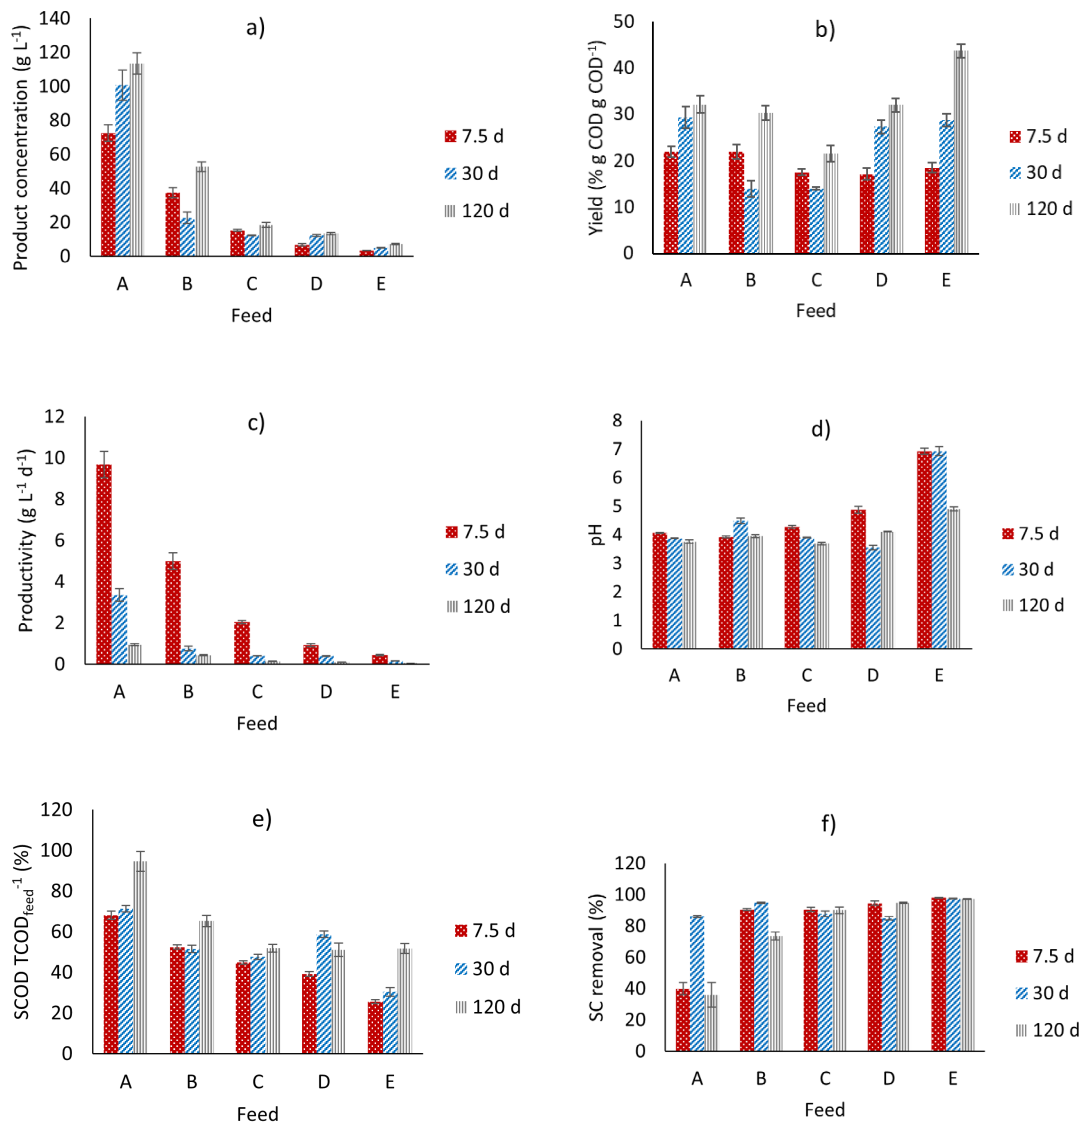 a)
Product concentration (g L⁻¹)
140
120
100
80
60
40
20
0
A B C D E
Feed
7.5 d
30 d
120 d
b)
Yield (% g COD g COD⁻¹)
50
40
30
20
10
0
A B C D E
Feed
7.5 d
30 d
120 d
c)
Productivity (g L⁻¹ d⁻¹)
12
10
8
6
4
2
0
A B C D E
Feed
7.5 d
30 d
120 d
d)
pH
8
7
6
5
4
3
2
1
0
A B C D E
Feed
7.5 d
30 d
120 d
e)
SCOD TCOD_feed⁻¹ (%)
120
100
80
60
40
20
0
A B C D E
Feed
7.5 d
30 d
120 d
f)
SC removal (%)
120
100
80
60
40
20
0
A B C D E
Feed
7.5 d
30 d
120 d